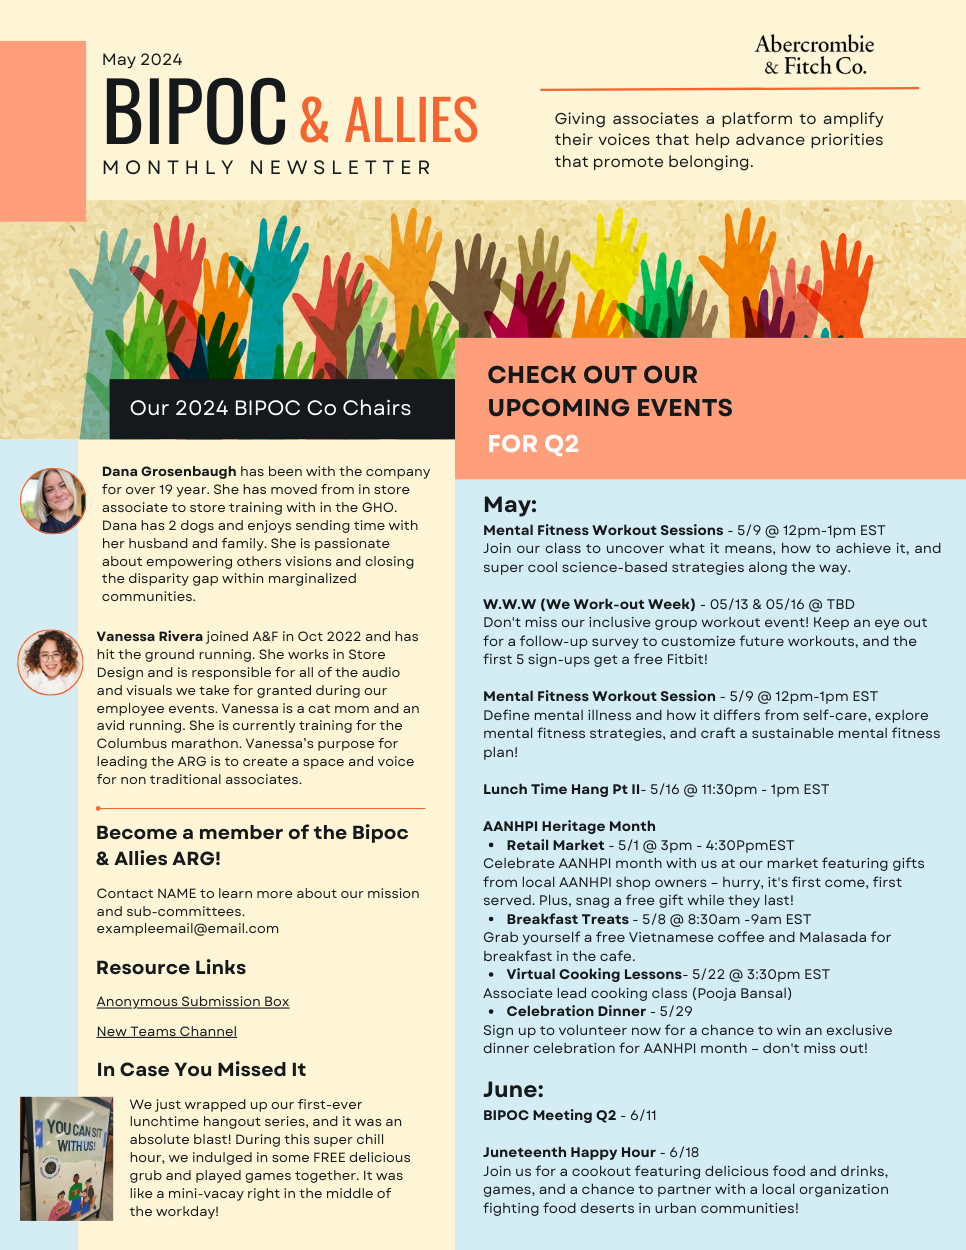 May 2024
BIPOC & ALLIES
MONTHLY NEWSLETTER
Abercrombie
& Fitch Co.
Giving associates a platform to amplify
their voices that help advance priorities
that promote belonging.
Our 2024 BIPOC Co Chairs
Dana Grosenbaugh has been with the company
for over 19 year. She has moved from in store
associate to store training with in the GHO.
Dana has 2 dogs and enjoys sending time with
her husband and family. She is passionate
about empowering others visions and closing
the disparity gap within marginalized
communities.
Vanessa Rivera joined A&F in Oct 2022 and has
hit the ground running. She works in Store
Design and is responsible for all of the audio
and visuals we take for granted during our
employee events. Vanessa is a cat mom and an
avid running. She is currently training for the
Columbus marathon. Vanessa's purpose for
leading the ARG is to create a space and voice
for non traditional associates.
Become a member of the Bipoc
& Allies ARG!
Contact NAME to learn more about our mission
and sub-committees.
exampleemail@email.com
Resource Links
Anonymous Submission Box
New Teams Channel
In Case You Missed It
YOU CAN SIT
WITH US!
We just wrapped up our first-ever
lunchtime hangout series, and it was an
absolute blast! During this super chill
hour, we indulged in some FREE delicious
grub and played games together. It was
like a mini-vacay right in the middle of
the workday!
CHECK OUT OUR
UPCOMING EVENTS
FOR Q2
May:
Mental Fitness Workout Sessions - 5/9 @ 12pm-1pm EST
Join our class to uncover what it means, how to achieve it, and
super cool science-based strategies along the way.
W.W.W (We Work-out Week) - 05/13 & 05/16 @ TBD
Don't miss our inclusive group workout event! Keep an eye out
for a follow-up survey to customize future workouts, and the
first 5 sign-ups get a free Fitbit!
Mental Fitness Workout Session - 5/9 @ 12pm-1pm EST
Define mental illness and how it differs from self-care, explore
mental fitness strategies, and craft a sustainable mental fitness
plan!
Lunch Time Hang Pt II- 5/16 @ 11:30pm - 1pm EST
AANHPI Heritage Month
• Retail Market - 5/1 @ 3pm - 4:30PpmEST
Celebrate AANHPI month with us at our market featuring gifts
from local AANHPI shop owners – hurry, it's first come, first
served. Plus, snag a free gift while they last!
• Breakfast Treats - 5/8 @ 8:30am -9am EST
Grab yourself a free Vietnamese coffee and Malasada for
breakfast in the cafe.
• Virtual Cooking Lessons- 5/22 @ 3:30pm EST
Associate lead cooking class (Pooja Bansal)
• Celebration Dinner - 5/29
Sign up to volunteer now for a chance to win an exclusive
dinner celebration for AANHPI month – don't miss out!
June:
BIPOC Meeting Q2 - 6/11
Juneteenth Happy Hour - 6/18
Join us for a cookout featuring delicious food and drinks,
games, and a chance to partner with a local organization
fighting food deserts in urban communities!